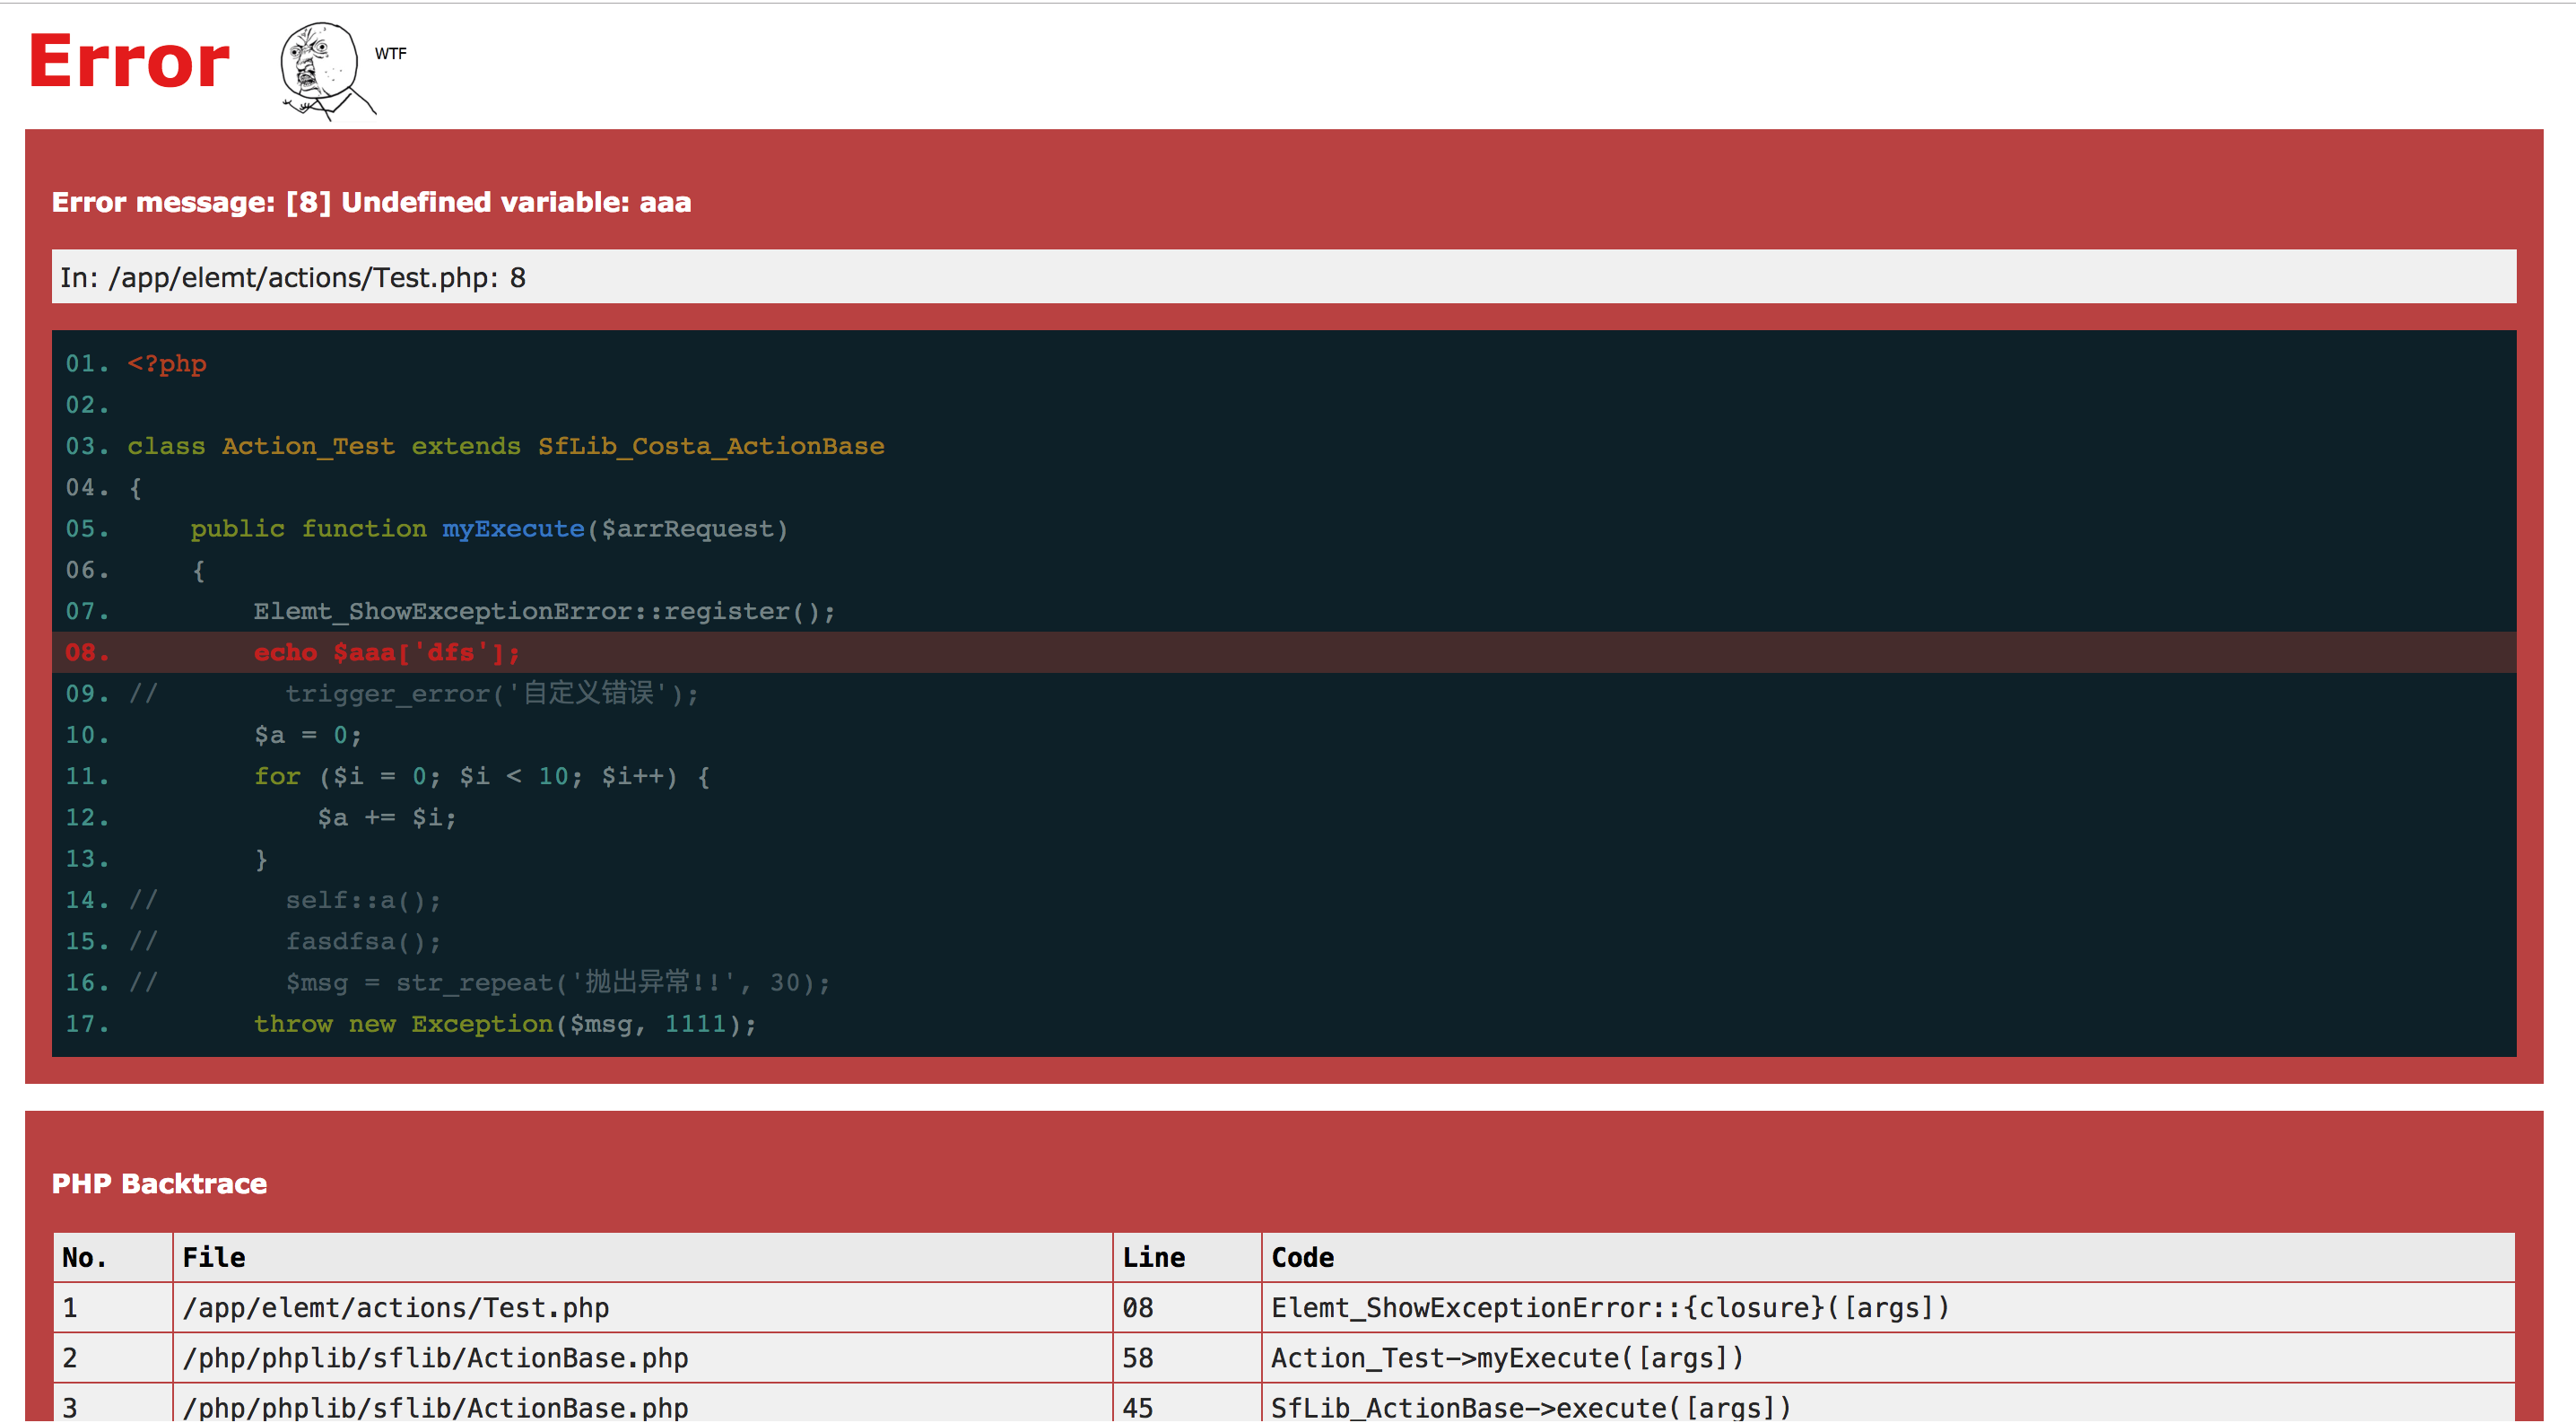 Error WTF
Error message: [8] Undefined variable: aaa
In: /app/elemt/actions/Test.php: 8
01. <?php
02.
03. class Action_Test extends SfLib_Costa_ActionBase
04. {
05.     public function myExecute($arrRequest)
06.     {
07.         Elemt_ShowExceptionError::register();
08.         echo $aaa['dfs'];
09. //        trigger_error('自定义错误');
10.         $a = 0;
11.         for ($i = 0; $i < 10; $i++) {
12.             $a += $i;
13.         }
14. //        self::a();
15. //        fasdfsa();
16. //        $msg = str_repeat('抛出异常!!', 30);
17.         throw new Exception($msg, 1111);
PHP Backtrace
No. File Line Code
1 /app/elemt/actions/Test.php 08 Elemt_ShowExceptionError::{closure}([args])
2 /php/phplib/sflib/ActionBase.php 58 Action_Test->myExecute([args])
3 /php/phplib/sflib/ActionBase.php 45 SfLib_ActionBase->execute([args])